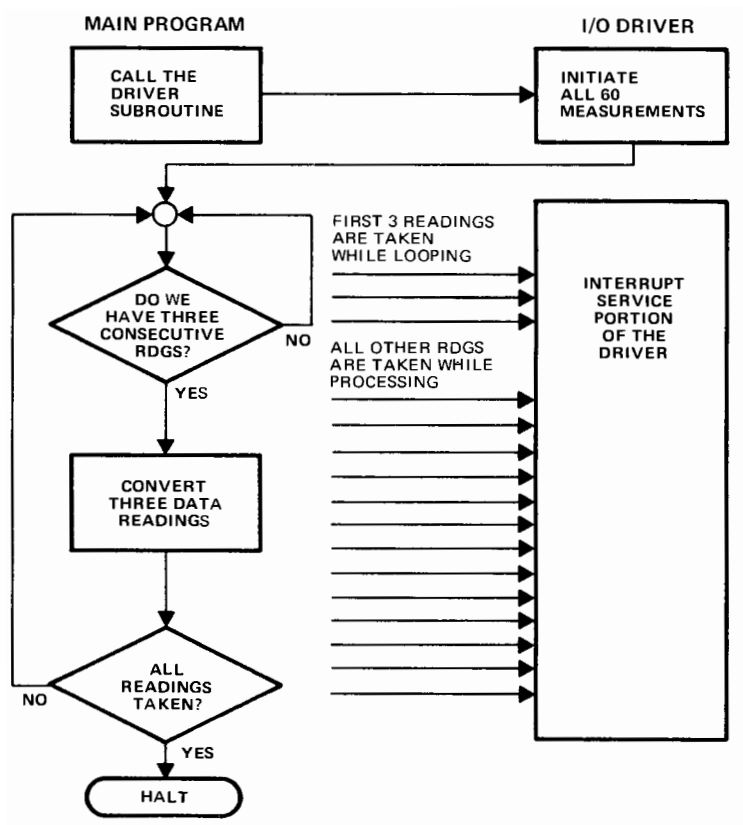 MAIN PROGRAM
I/O DRIVER
CALL THE
DRIVER
SUBROUTINE
INITIATE
ALL 60
MEASUREMENTS
FIRST 3 READINGS
ARE TAKEN
WHILE LOOPING
DO WE
HAVE THREE
CONSECUTIVE
RDGS?
NO
YES
INTERRUPT
SERVICE
PORTION
OF THE
DRIVER
ALL OTHER RDGS
ARE TAKEN WHILE
PROCESSING
CONVERT
THREE DATA
READINGS
ALL
READINGS
TAKEN?
NO
YES
HALT